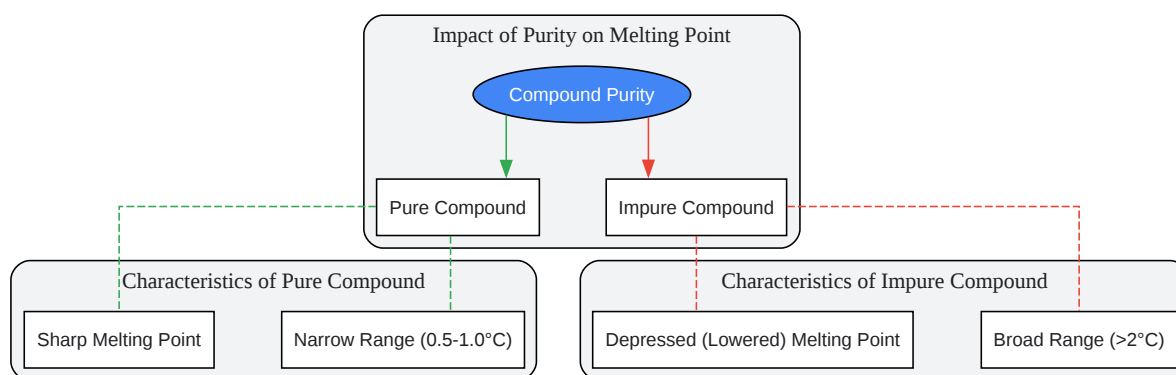 Impact of Purity on Melting Point
Compound Purity
Pure Compound
Impure Compound
Characteristics of Pure Compound
Characteristics of Impure Compound
Sharp Melting Point
Narrow Range (0.5-1.0°C)
Depressed (Lowered) Melting Point
Broad Range (>2°C)